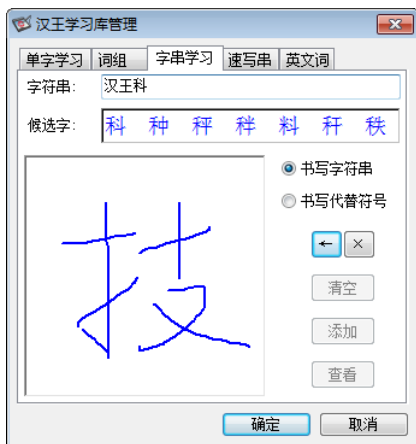 汉王学习库管理
单字学习 词组 字串学习 速写串 英文词
字符串: 汉王科
候选字: 科 种 秤 秚 料 秆 秩
技
书写字符串
书写代替符号
清空
添加
查看
确定 取消